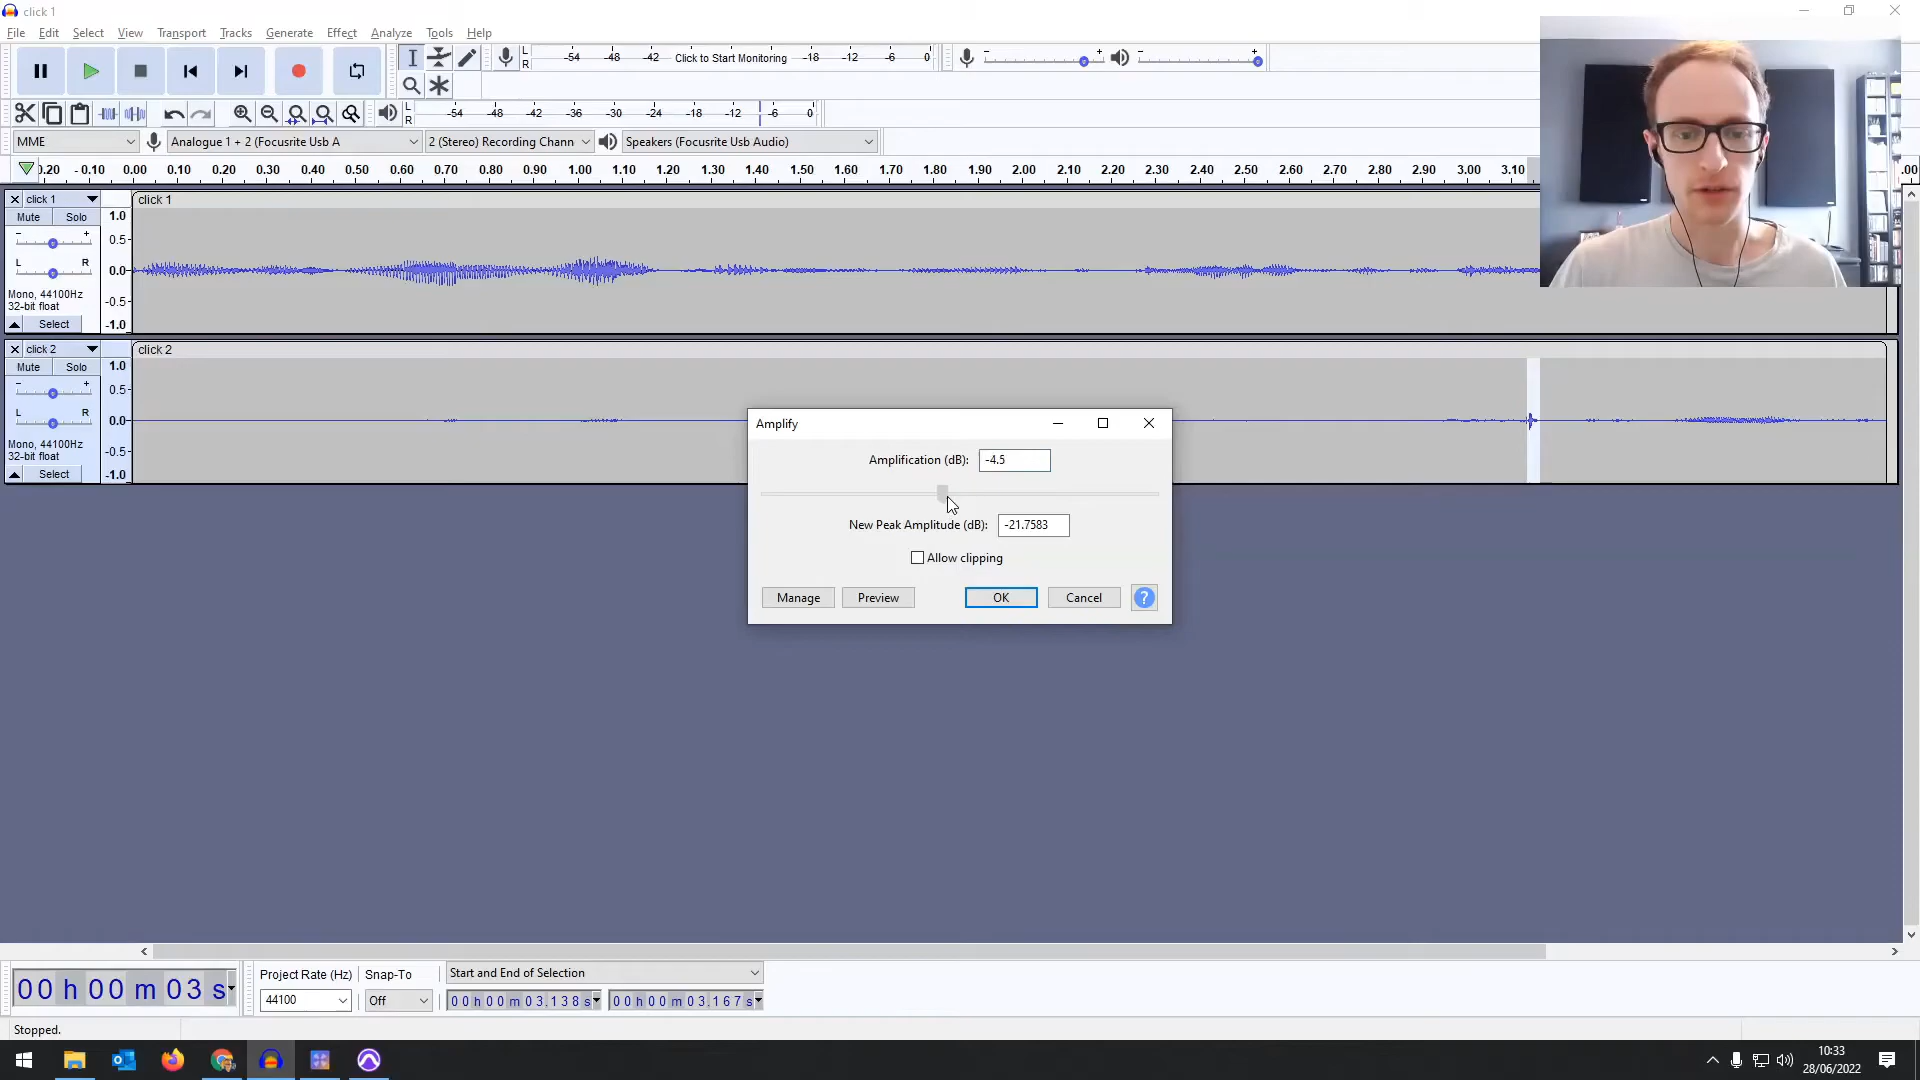 click 1
File Edit Select View Transport Tracks Generate Effect Analyze Tools Help
L
R
-54 -48 -42 Click to Start Monitoring -18 -12 -6 0
- +
- +
L
R
-54 -48 -42 -36 -30 -24 -18 -12 -6 0
MME Analogue 1 + 2 (Focusrite Usb A 2 (Stereo) Recording Chann Speakers (Focusrite Usb Audio)
0.20 - 0.10 0.00 0.10 0.20 0.30 0.40 0.50 0.60 0.70 0.80 0.90 1.00 1.10 1.20 1.30 1.40 1.50 1.60 1.70 1.80 1.90 2.00 2.10 2.20 2.30 2.40 2.50 2.60 2.70 2.80 2.90 3.00 3.10 .00
click 1 click 1
Mute Solo 1.0
- + 0.5
L R 0.0
Mono, 44100Hz
32-bit float -0.5
Select -1.0
click 2 click 2
Mute Solo 1.0
- + 0.5
L R 0.0
Mono, 44100Hz
32-bit float -0.5
Select -1.0
Amplify
Amplification (dB): -4.5
New Peak Amplitude (dB): -21.7583
Allow clipping
Manage Preview OK Cancel ?
00 h 00 m 03 s
Project Rate (Hz) Snap-To Start and End of Selection
44100 Off 00 h 00 m 03.138 s 00 h 00 m 03.167 s
Stopped.
10:33
28/06/2022